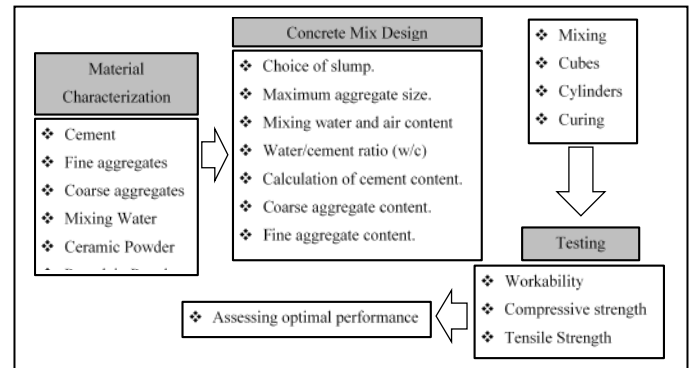 Material
Characterization
❖ Cement
❖ Fine aggregates
❖ Coarse aggregates
❖ Mixing Water
❖ Ceramic Powder
Concrete Mix Design
❖ Choice of slump.
❖ Maximum aggregate size.
❖ Mixing water and air content
❖ Water/cement ratio (w/c)
❖ Calculation of cement content.
❖ Coarse aggregate content.
❖ Fine aggregate content.
❖ Mixing
❖ Cubes
❖ Cylinders
❖ Curing
Testing
❖ Workability
❖ Compressive strength
❖ Tensile Strength
❖ Assessing optimal performance